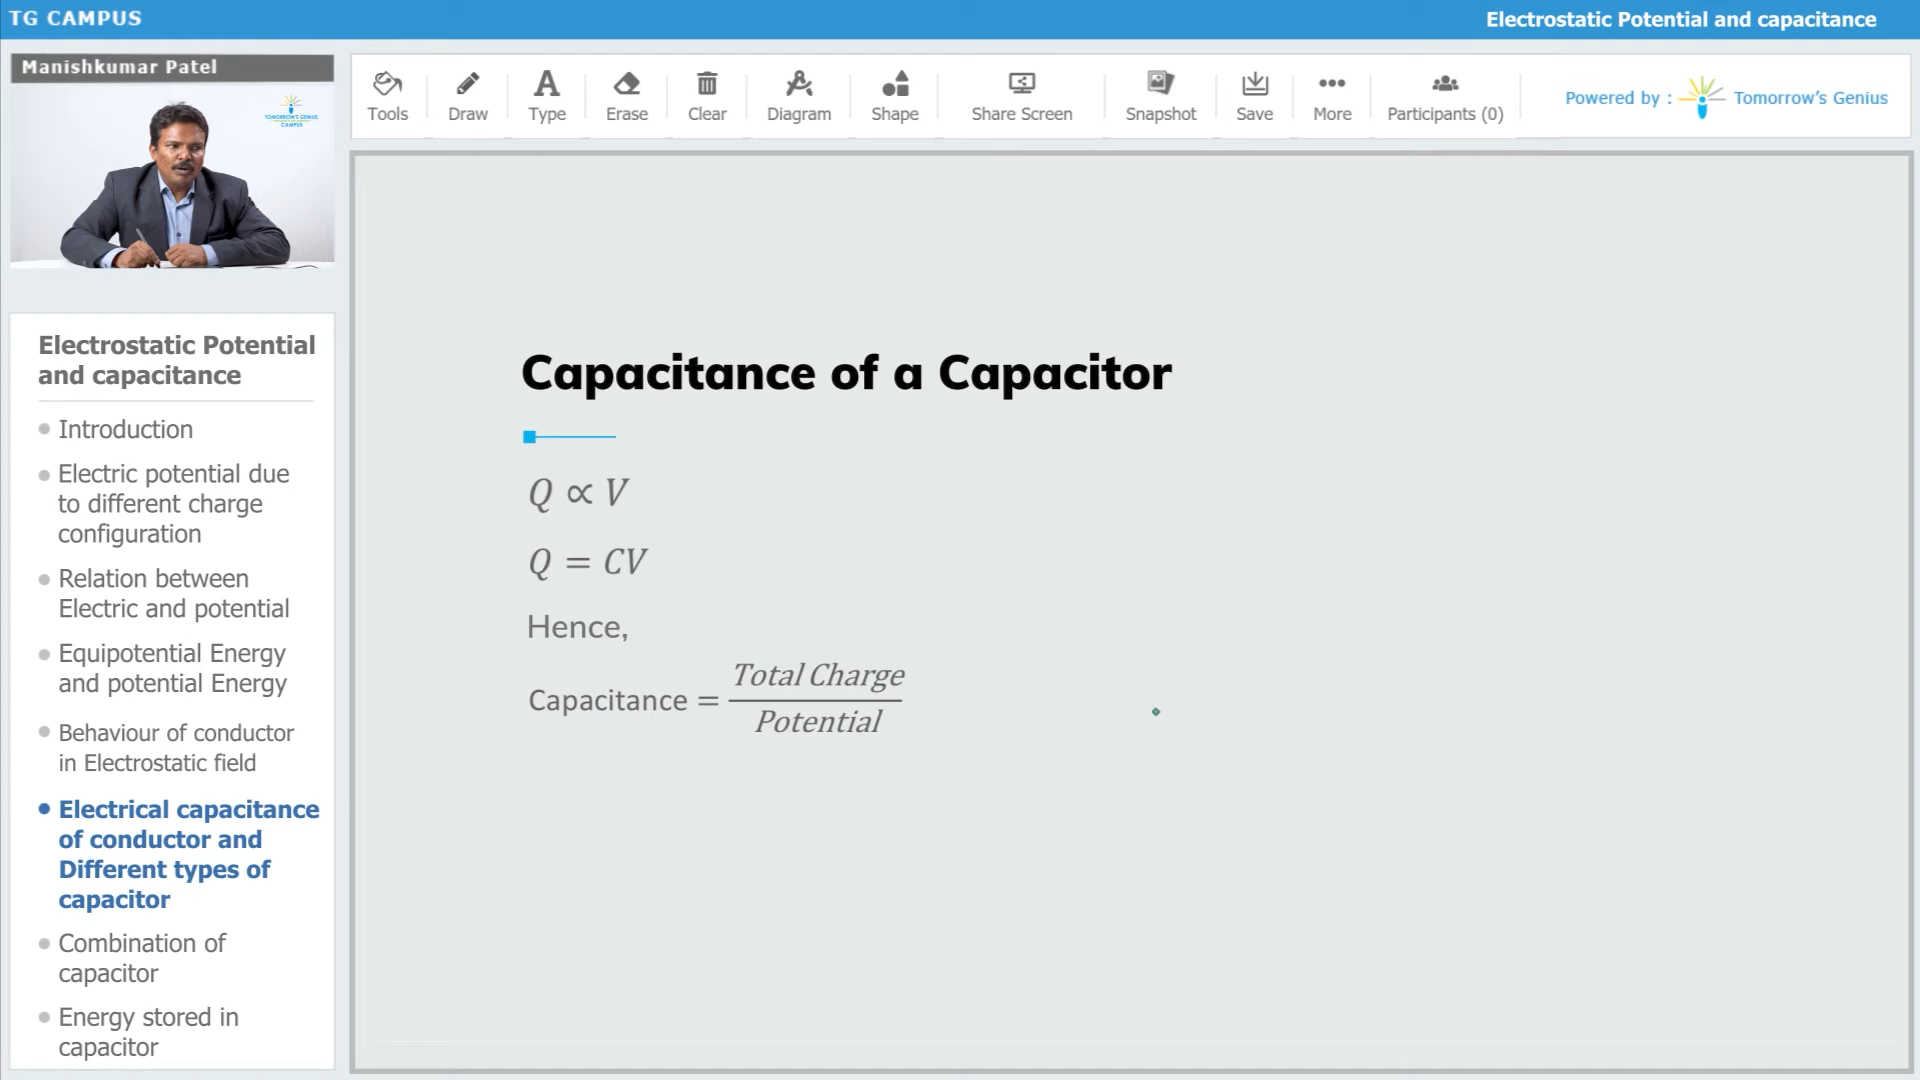 TG CAMPUS
Electrostatic Potential and capacitance
Manishkumar Patel
TOMORROW'S GENIUS
CAMPUS
Tools
Draw
Type
Erase
Clear
Diagram
Shape
Share Screen
Snapshot
Save
More
Participants (0)
Powered by : Tomorrow's Genius
Electrostatic Potential
and capacitance
Introduction
Electric potential due
to different charge
configuration
Relation between
Electric and potential
Equipotential Energy
and potential Energy
Behaviour of conductor
in Electrostatic field
Electrical capacitance
of conductor and
Different types of
capacitor
Combination of
capacitor
Energy stored in
capacitor
Capacitance of a Capacitor
Q ∝ V
Q = CV
Hence,
Capacitance = Total Charge / Potential